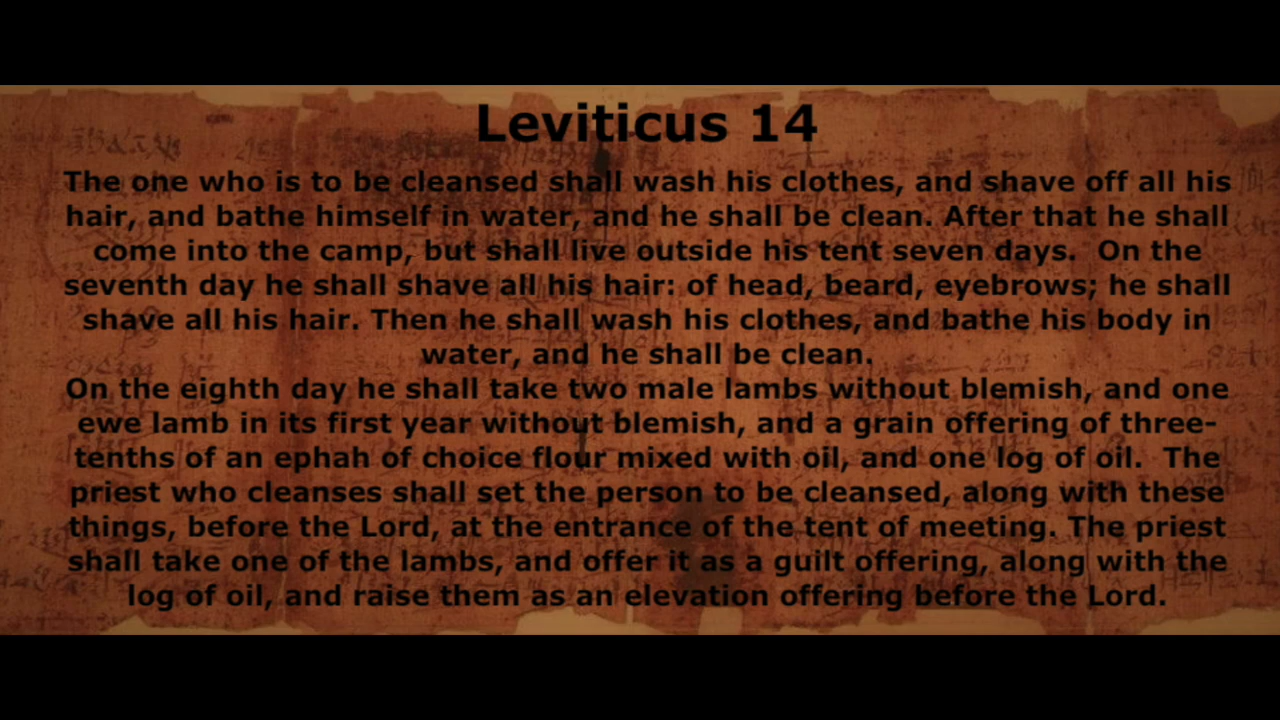 Leviticus 14
The one who is to be cleansed shall wash his clothes, and shave off all his
hair, and bathe himself in water, and he shall be clean. After that he shall
come into the camp, but shall live outside his tent seven days.  On the
seventh day he shall shave all his hair: of head, beard, eyebrows; he shall
shave all his hair. Then he shall wash his clothes, and bathe his body in
water, and he shall be clean.
On the eighth day he shall take two male lambs without blemish, and one
ewe lamb in its first year without blemish, and a grain offering of three-
tenths of an ephah of choice flour mixed with oil, and one log of oil.  The
priest who cleanses shall set the person to be cleansed, along with these
things, before the Lord, at the entrance of the tent of meeting. The priest
shall take one of the lambs, and offer it as a guilt offering, along with the
log of oil, and raise them as an elevation offering before the Lord.